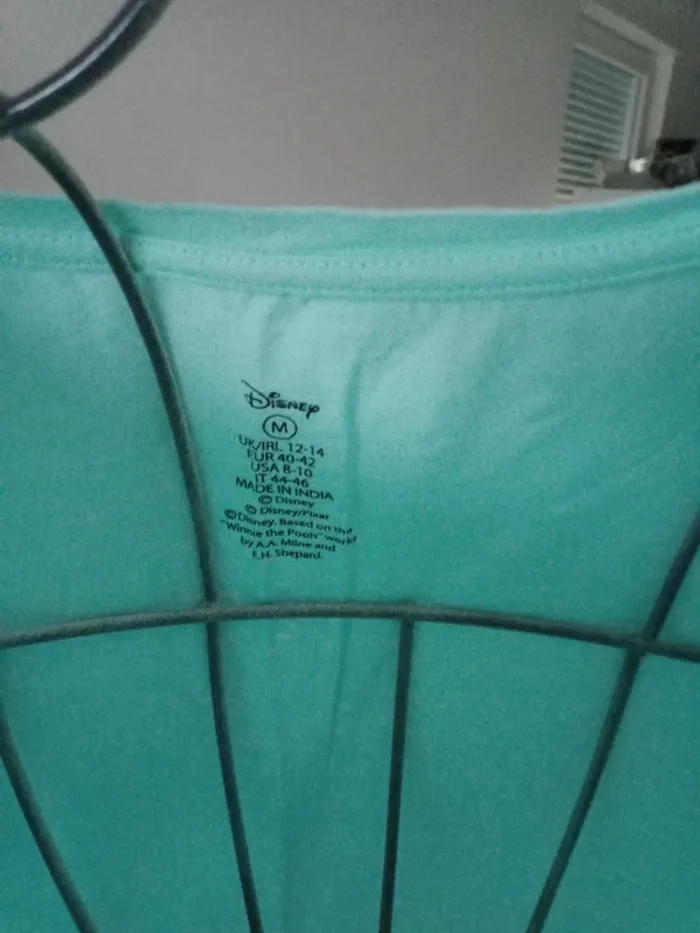 Disney
M
UK/IRL 12-14
EUR 40-42
USA 8-10
IT 44-46
MADE IN INDIA
© Disney
© Disney/Pixar
©Disney. Based on the
"Winnie the Pooh" works
by A.A. Milne and
E.H. Shepard.